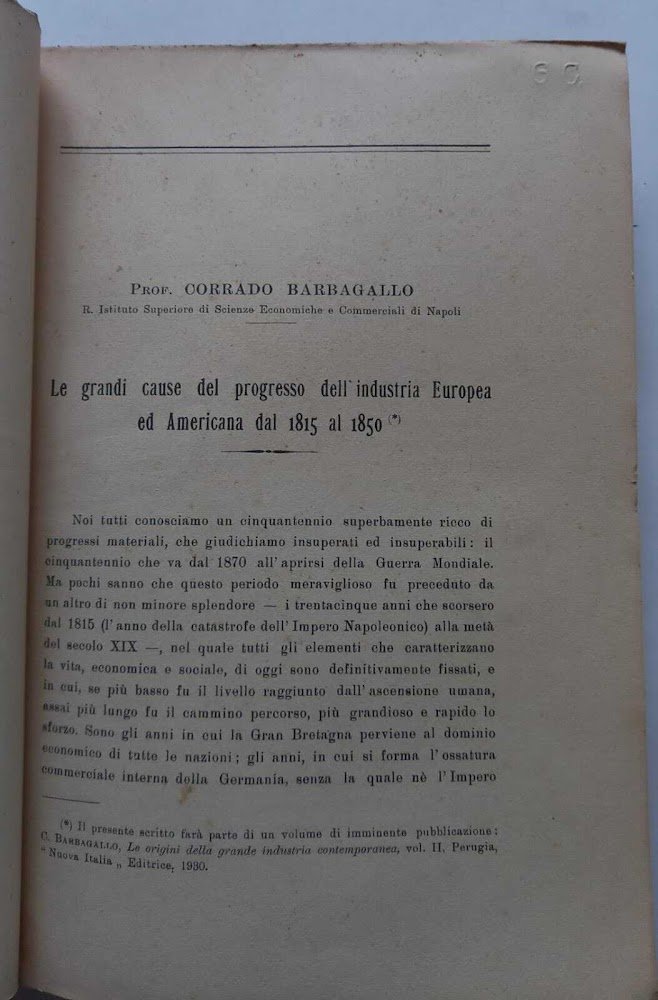 PROF. CORRADO BARBAGALLO
R. Istituto Superiore di Scienze Economiche e Commerciali di Napoli
Le grandi cause del progresso dell'industria Europea
ed Americana dal 1815 al 1850 (*)
Noi tutti conosciamo un cinquantennio superbamente ricco di
progressi materiali, che giudichiamo insuperati ed insuperabili: il
cinquantennio che va dal 1870 all'aprirsi della Guerra Mondiale.
Ma pochi sanno che questo periodo meraviglioso fu preceduto da
un altro di non minore splendore — i trentacinque anni che scorsero
dal 1815 (l'anno della catastrofe dell'Impero Napoleonico) alla metà
del secolo XIX —, nel quale tutti gli elementi che caratterizzano
la vita, economica e sociale, di oggi sono definitivamente fissati, e
in cui, se più basso fu il livello raggiunto dall'ascensione umana,
assai più lungo fu il cammino percorso, più grandioso e rapido lo
sforzo. Sono gli anni in cui la Gran Bretagna perviene al dominio
economico di tutte le nazioni; gli anni, in cui si forma l'ossatura
commerciale interna della Germania, senza la quale nè l'Impero
(*) Il presente scritto farà parte di un volume di imminente pubblicazione:
C. BARBAGALLO, Le origini della grande industria contemporanea, vol. II. Perugia,
" Nuova Italia „ Editrice, 1930.